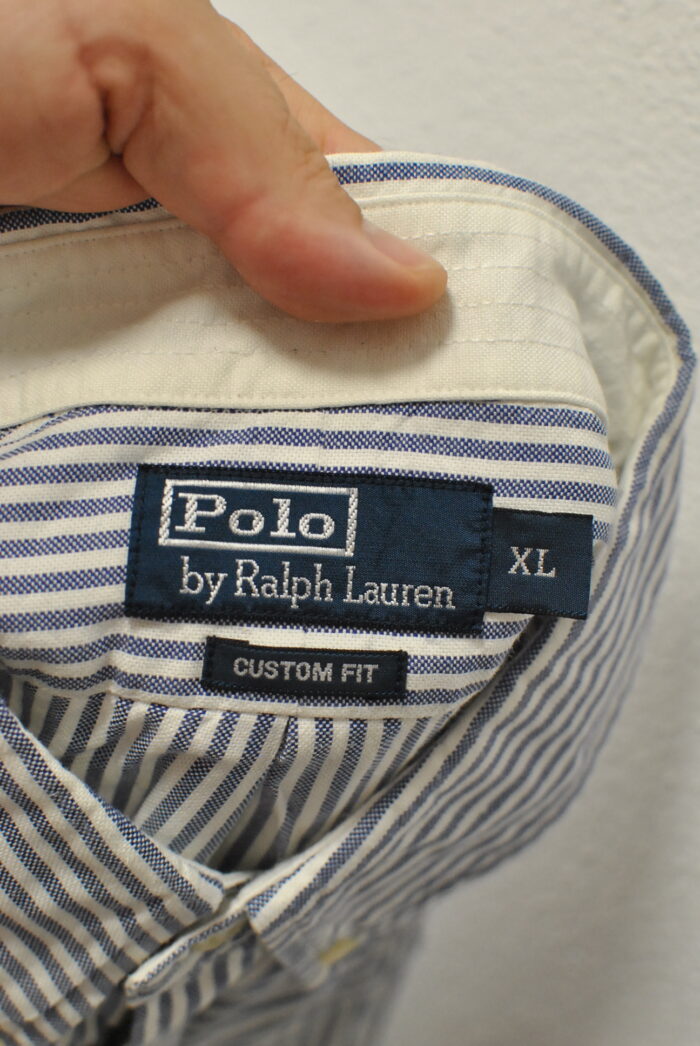 Polo
by Ralph Lauren
XL
CUSTOM FIT